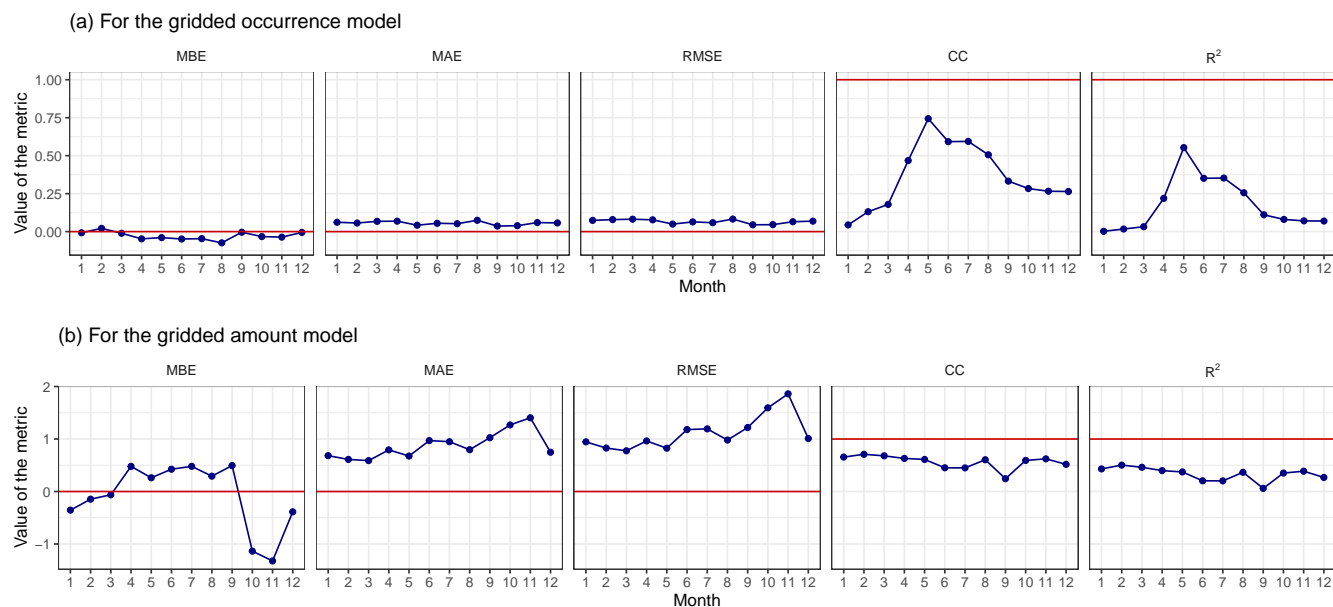 (a) For the gridded occurrence model
MBE MAE RMSE CC R²
Value of the metric
1.00
0.75
0.50
0.25
0.00
1 2 3 4 5 6 7 8 9 10 11 12 1 2 3 4 5 6 7 8 9 10 11 12 1 2 3 4 5 6 7 8 9 10 11 12 1 2 3 4 5 6 7 8 9 10 11 12 1 2 3 4 5 6 7 8 9 10 11 12
Month
(b) For the gridded amount model
MBE MAE RMSE CC R²
Value of the metric
2
1
0
−1
1 2 3 4 5 6 7 8 9 10 11 12 1 2 3 4 5 6 7 8 9 10 11 12 1 2 3 4 5 6 7 8 9 10 11 12 1 2 3 4 5 6 7 8 9 10 11 12 1 2 3 4 5 6 7 8 9 10 11 12
Month